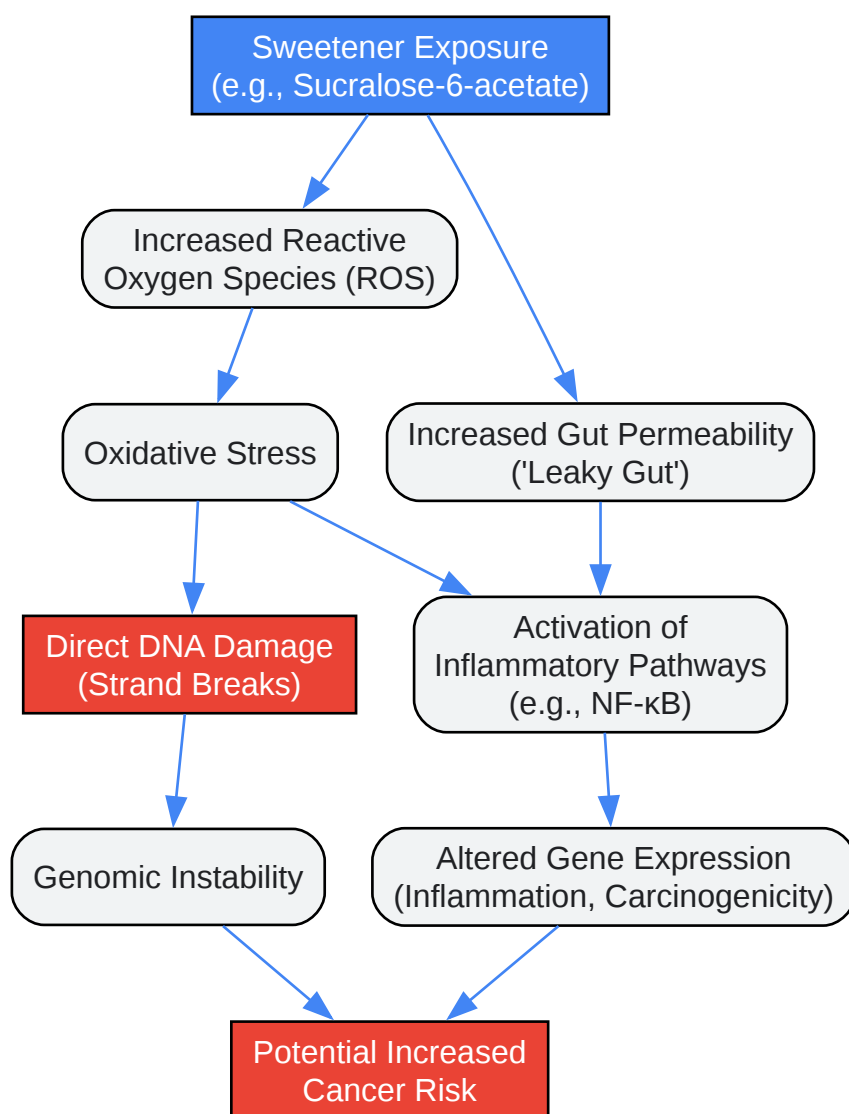 Sweetener Exposure
(e.g., Sucralose-6-acetate)
Increased Reactive
Oxygen Species (ROS)
Oxidative Stress
Increased Gut Permeability
('Leaky Gut')
Direct DNA Damage
(Strand Breaks)
Activation of
Inflammatory Pathways
(e.g., NF-κB)
Genomic Instability
Altered Gene Expression
(Inflammation, Carcinogenicity)
Potential Increased
Cancer Risk